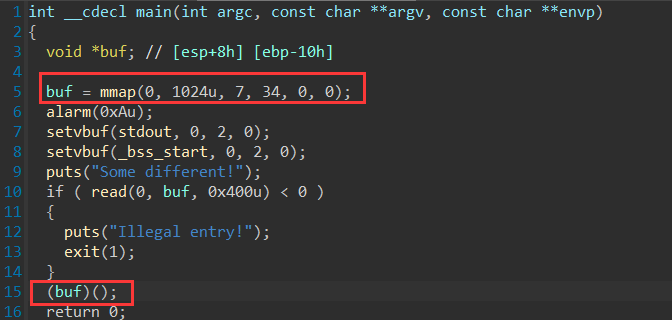 1 int __cdecl main(int argc, const char **argv, const char **envp)
2 {
3 void *buf; // [esp+8h] [ebp-10h]
4
5 buf = mmap(0, 1024u, 7, 34, 0, 0);
6 alarm(0xAu);
7 setvbuf(stdout, 0, 2, 0);
8 setvbuf(_bss_start, 0, 2, 0);
9 puts("Some different!");
10 if ( read(0, buf, 0x400u) < 0 )
11 {
12 puts("Illegal entry!");
13 exit(1);
14 }
15 (buf)();
16 return 0;